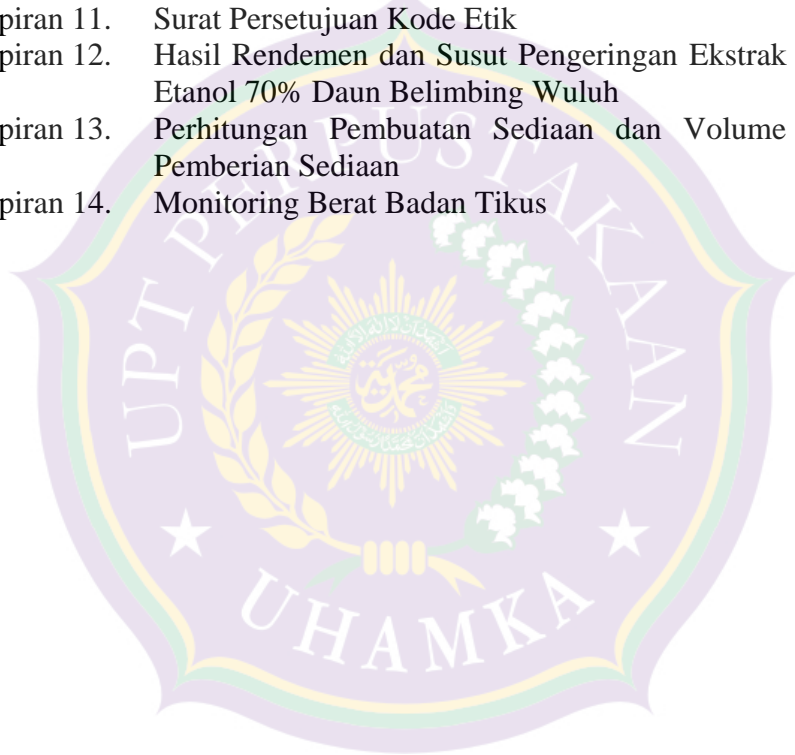 piran 11. Surat Persetujuan Kode Etik
piran 12. Hasil Rendemen dan Susut Pengeringan Ekstrak
Etanol 70% Daun Belimbing Wuluh
piran 13. Perhitungan Pembuatan Sediaan dan Volume
Pemberian Sediaan
piran 14. Monitoring Berat Badan Tikus
UPT PERPUSTAKAAN
محمدية
UHAMKA